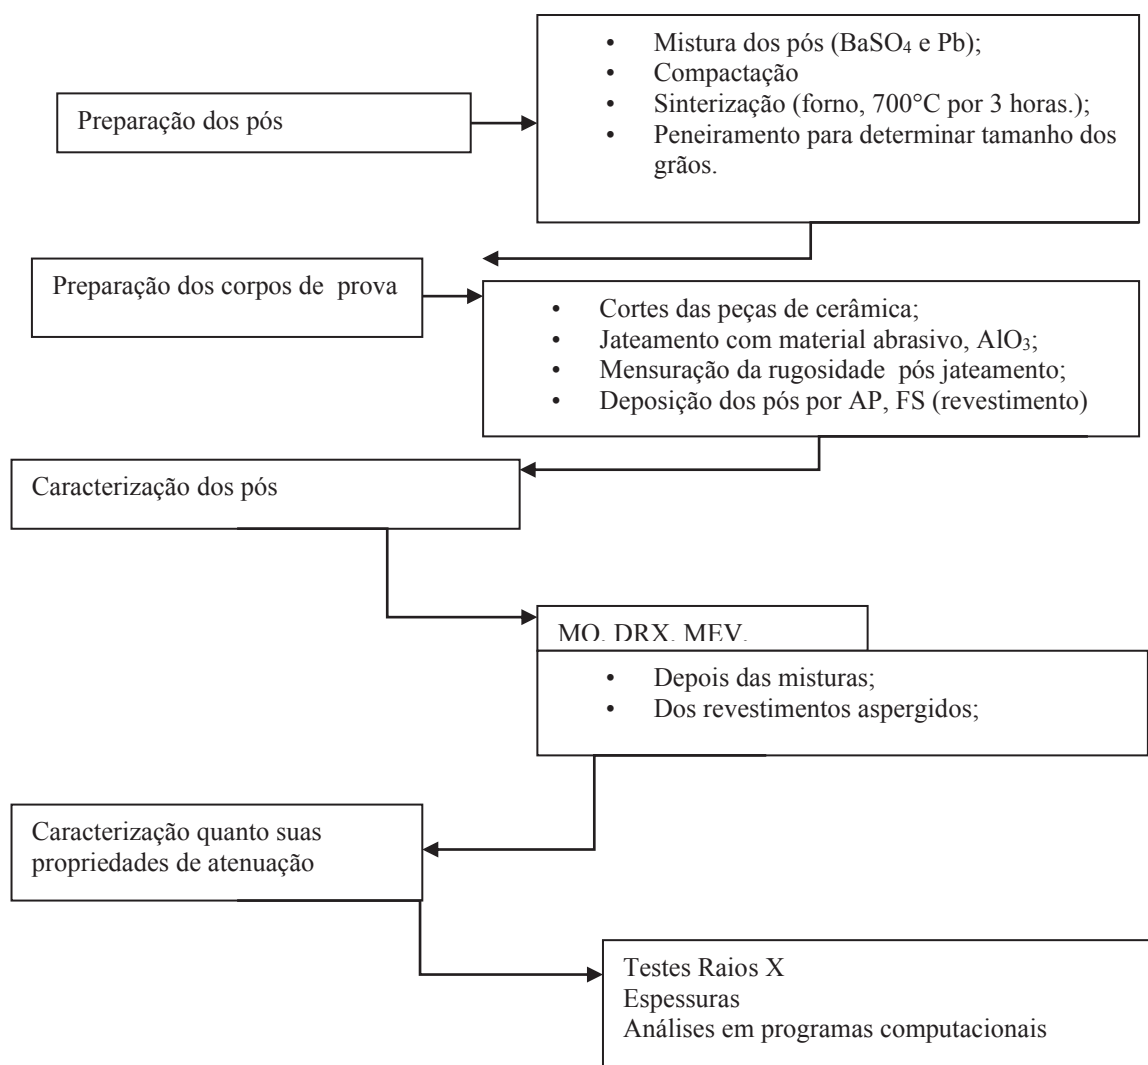 • Mistura dos pós (BaSO₄ e Pb);
• Compactação
• Sinterização (forno, 700°C por 3 horas.);
• Peneiramento para determinar tamanho dos
grãos.
Preparação dos pós
Preparação dos corpos de prova
• Cortes das peças de cerâmica;
• Jateamento com material abrasivo, AlO₃;
• Mensuração da rugosidade pós jateamento;
• Deposição dos pós por AP, FS (revestimento)
Caracterização dos pós
MO, DRX, MEV,
• Depois das misturas;
• Dos revestimentos aspergidos;
Caracterização quanto suas
propriedades de atenuação
Testes Raios X
Espessuras
Análises em programas computacionais